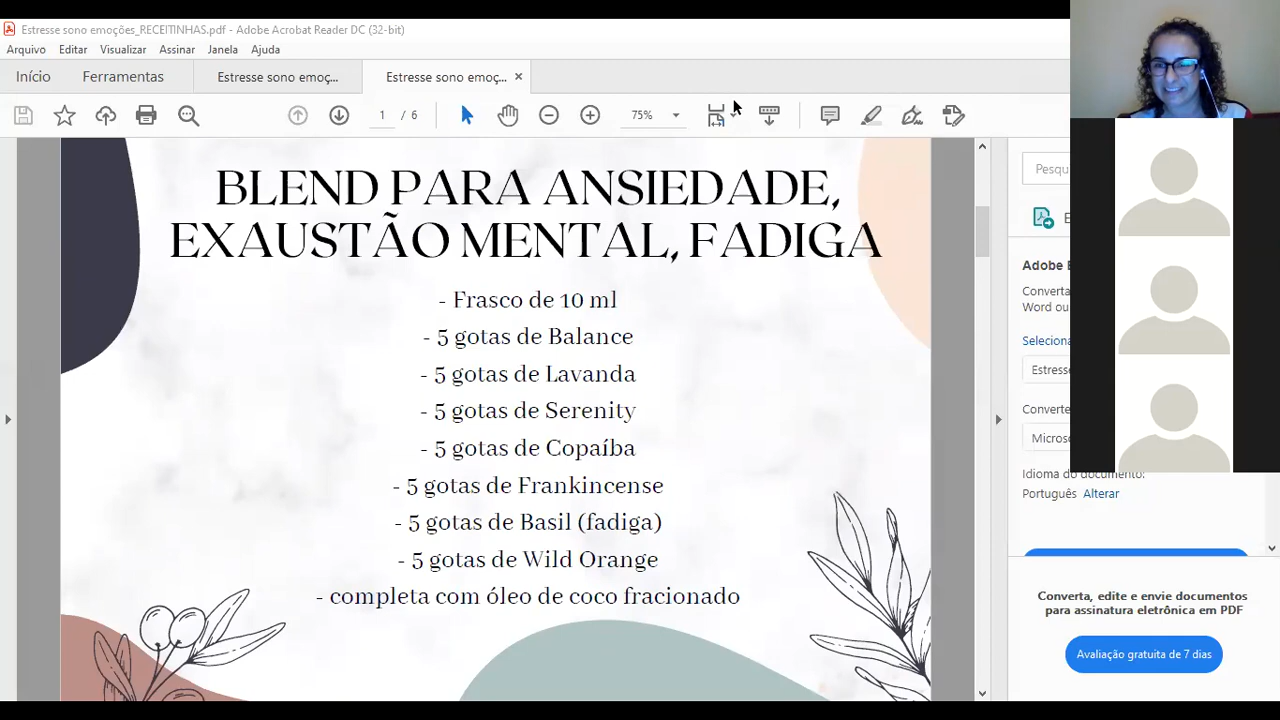 Estresse sono emoções_RECEITINHAS.pdf - Adobe Acrobat Reader DC (32-bit)
Arquivo Editar Visualizar Assinar Janela Ajuda
Início Ferramentas Estresse sono emoç... Estresse sono emoç... ×
1 / 6 75%
BLEND PARA ANSIEDADE,
EXAUSTÃO MENTAL, FADIGA
- Frasco de 10 ml
- 5 gotas de Balance
- 5 gotas de Lavanda
- 5 gotas de Serenity
- 5 gotas de Copaíba
- 5 gotas de Frankincense
- 5 gotas de Basil (fadiga)
- 5 gotas de Wild Orange
- completa com óleo de coco fracionado
Pesqu
E
Adobe E
Converta
Word ou
Seleciona
Estresse
Converte
Micros
Idioma do documento:
Português Alterar
Converta, edite e envie documentos
para assinatura eletrônica em PDF
Avaliação gratuita de 7 dias